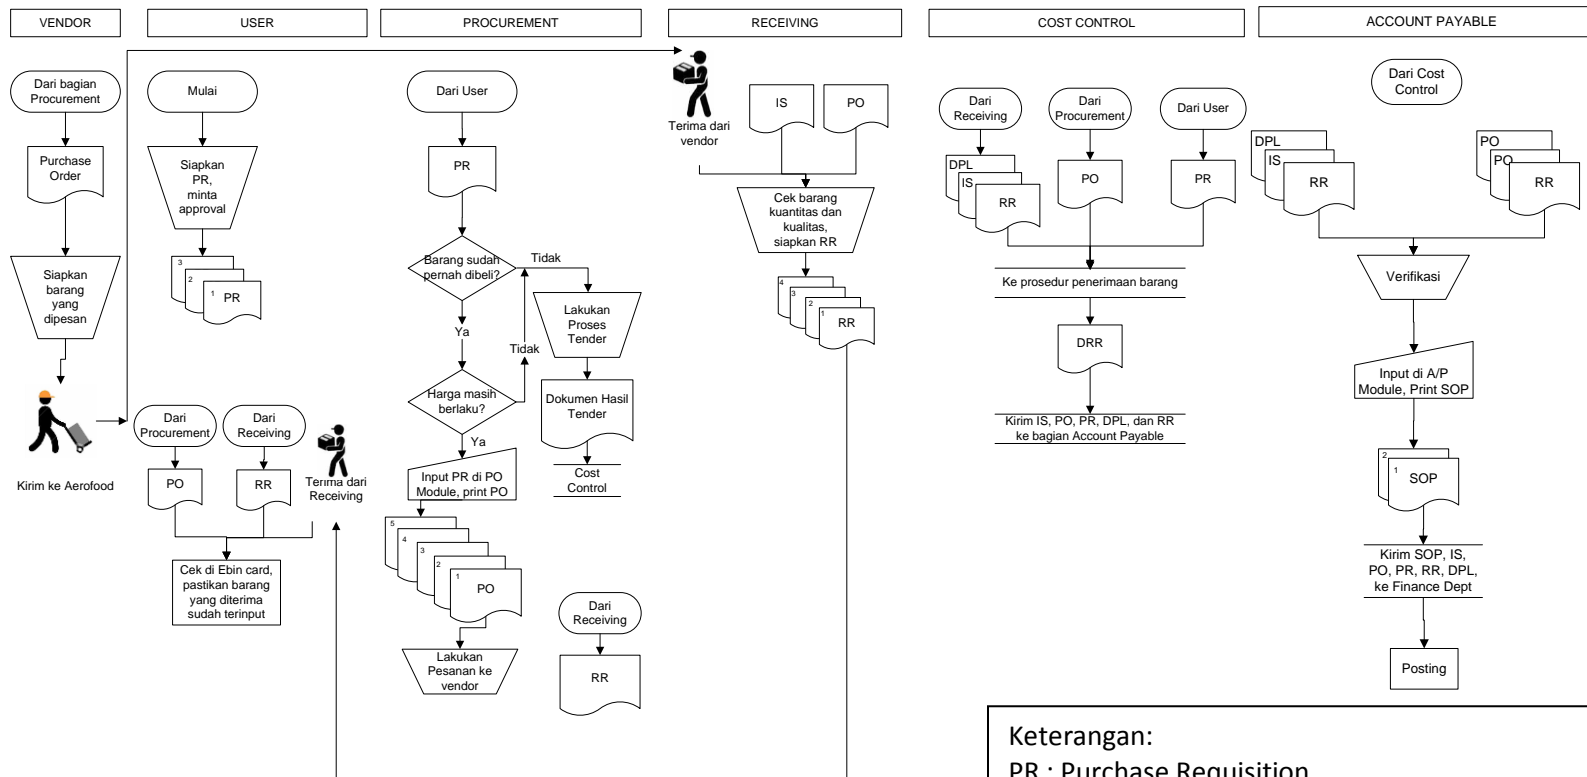 VENDOR
USER
PROCUREMENT
RECEIVING
COST CONTROL
ACCOUNT PAYABLE
Dari bagian
Procurement
Purchase
Order
Siapkan
barang
yang
dipesan
Kirim ke Aerofood
Mulai
Siapkan
PR,
minta
approval
3
2
1
PR
Dari
Procurement
PO
Dari
Receiving
RR
Terima dari
Receiving
Cek di Ebin card,
pastikan barang
yang diterima
sudah terinput
Dari User
PR
Barang sudah
pernah dibeli?
Tidak
Ya
Tidak
Harga masih
berlaku?
Ya
Input PR di PO
Module, print PO
5
4
3
2
1
PO
Lakukan
Pesanan ke
vendor
Lakukan
Proses
Tender
Dokumen Hasil
Tender
Cost
Control
Dari
Receiving
RR
Terima dari
vendor
IS
PO
Cek barang
kuantitas dan
kualitas,
siapkan RR
4
3
2
1
RR
Dari
Receiving
DPL
IS
RR
Dari
Procurement
PO
Dari User
PR
Ke prosedur penerimaan barang
DRR
Kirim IS, PO, PR, DPL, dan RR
ke bagian Account Payable
Dari Cost
Control
DPL
IS
RR
PO
PO
RR
Verifikasi
Input di A/P
Module, Print SOP
2
1
SOP
Kirim SOP, IS,
PO, PR, RR, DPL,
ke Finance Dept
Posting
Keterangan:
PR : Purchase Requisition